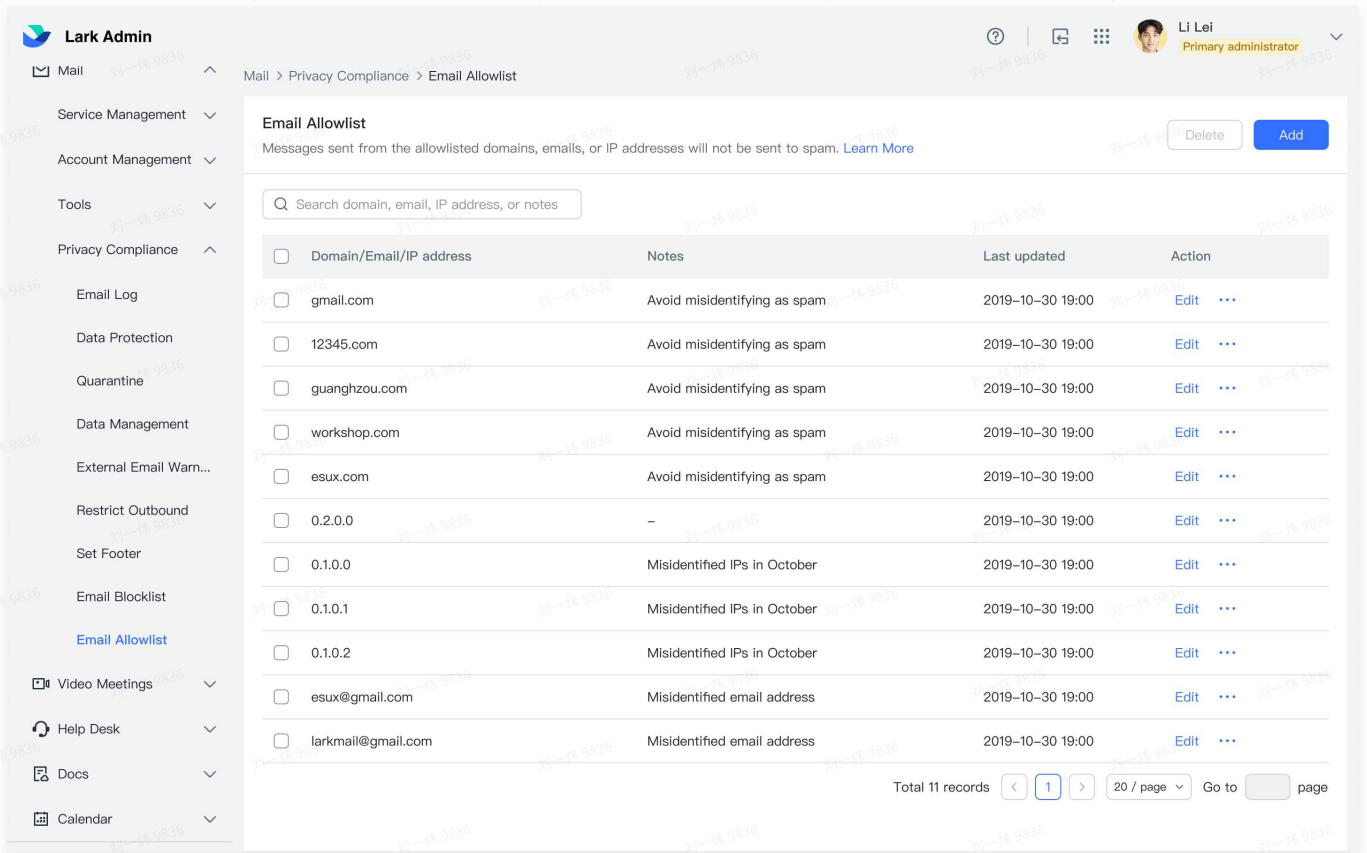 Lark Admin
Li Lei
Primary administrator
Mail
Service Management
Account Management
Tools
Privacy Compliance
Email Log
Data Protection
Quarantine
Data Management
External Email Warn...
Restrict Outbound
Set Footer
Email Blocklist
Email Allowlist
Video Meetings
Help Desk
Docs
Calendar
Mail > Privacy Compliance > Email Allowlist
Email Allowlist
Messages sent from the allowlisted domains, emails, or IP addresses will not be sent to spam. Learn More
Delete
Add
Search domain, email, IP address, or notes
Domain/Email/IP address Notes Last updated Action
gmail.com Avoid misidentifying as spam 2019-10-30 19:00 Edit ···
12345.com Avoid misidentifying as spam 2019-10-30 19:00 Edit ···
guanghzou.com Avoid misidentifying as spam 2019-10-30 19:00 Edit ···
workshop.com Avoid misidentifying as spam 2019-10-30 19:00 Edit ···
esux.com Avoid misidentifying as spam 2019-10-30 19:00 Edit ···
0.2.0.0 – 2019-10-30 19:00 Edit ···
0.1.0.0 Misidentified IPs in October 2019-10-30 19:00 Edit ···
0.1.0.1 Misidentified IPs in October 2019-10-30 19:00 Edit ···
0.1.0.2 Misidentified IPs in October 2019-10-30 19:00 Edit ···
esux@gmail.com Misidentified email address 2019-10-30 19:00 Edit ···
larkmail@gmail.com Misidentified email address 2019-10-30 19:00 Edit ···
Total 11 records < 1 > 20 / page Go to page
刘一炜 9836